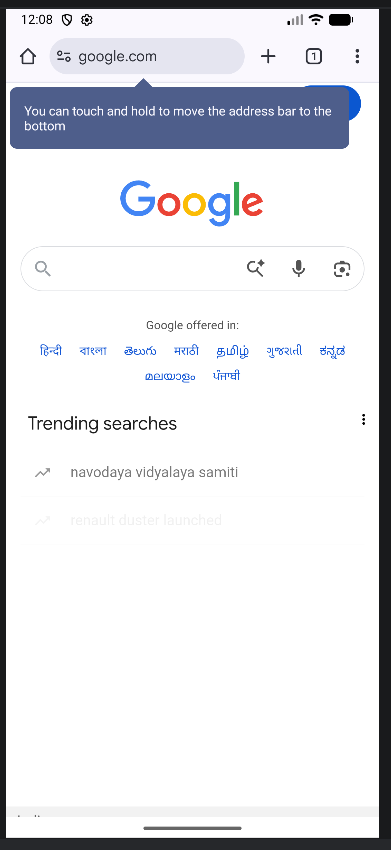 12:08
google.com
1
You can touch and hold to move the address bar to the
bottom
Google
Google offered in:
हिन्दी বাংলা తెలుగు मराठी தமிழ் ગુજરાતી ಕನ್ನಡ
മലയാളം ਪੰਜਾਬੀ
Trending searches
navodaya vidyalaya samiti
renault duster launched